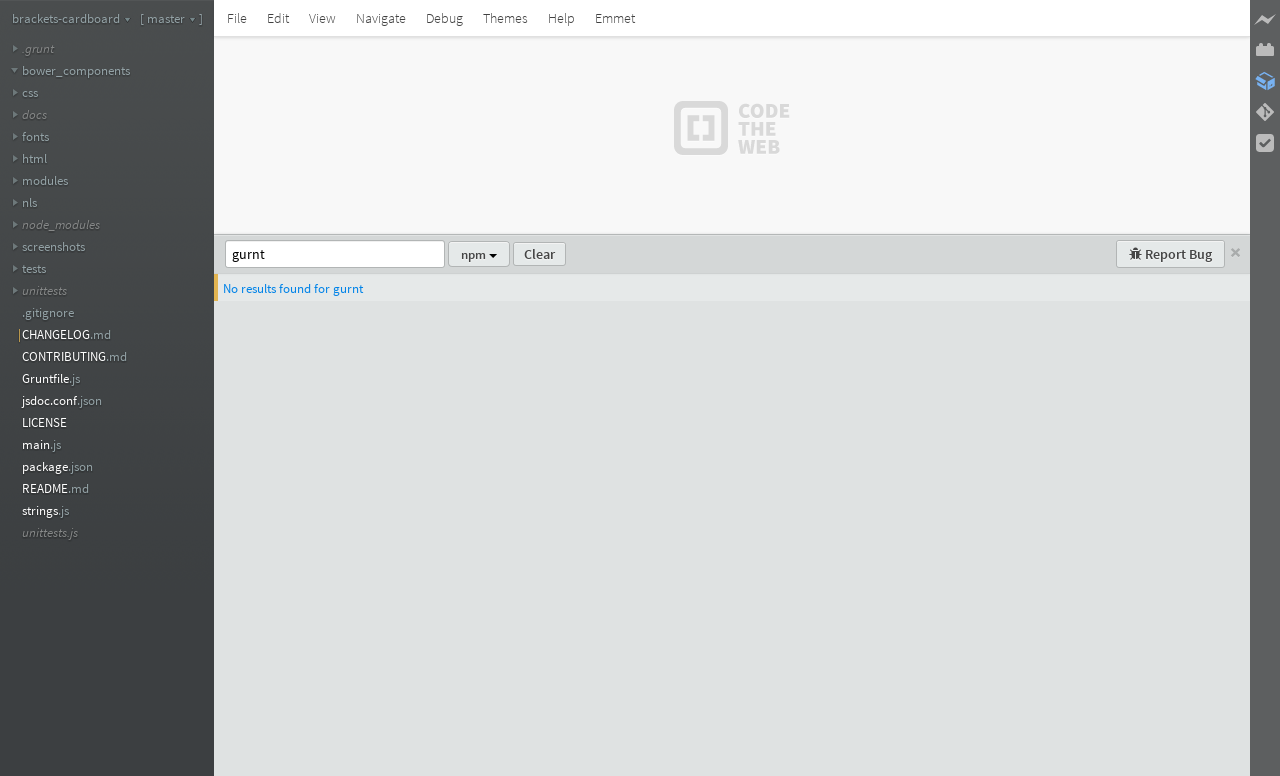 brackets-cardboard [ master ]
File Edit View Navigate Debug Themes Help Emmet
.grunt
bower_components
css
docs
fonts
html
modules
nls
node_modules
screenshots
tests
unittests
.gitignore
CHANGELOG.md
CONTRIBUTING.md
Gruntfile.js
jsdoc.conf.json
LICENSE
main.js
package.json
README.md
strings.js
unittests.js
CODE
THE
WEB
gurnt npm Clear Report Bug ×
No results found for gurnt